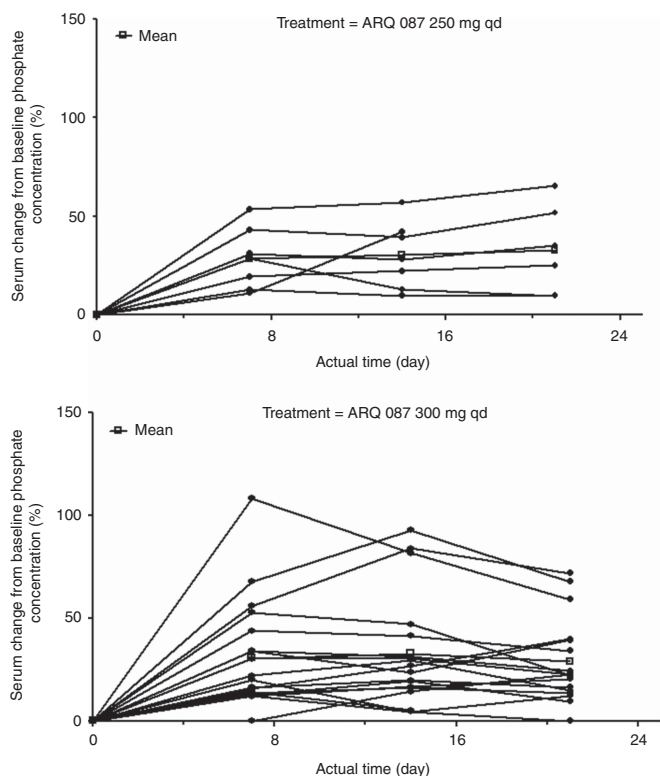 Treatment = ARQ 087 250 mg qd
Mean
150
100
50
0
Serum change from baseline phosphate
concentration (%)
0 8 16 24
Actual time (day)
Treatment = ARQ 087 300 mg qd
Mean
150
100
50
0
Serum change from baseline phosphate
concentration (%)
0 8 16 24
Actual time (day)